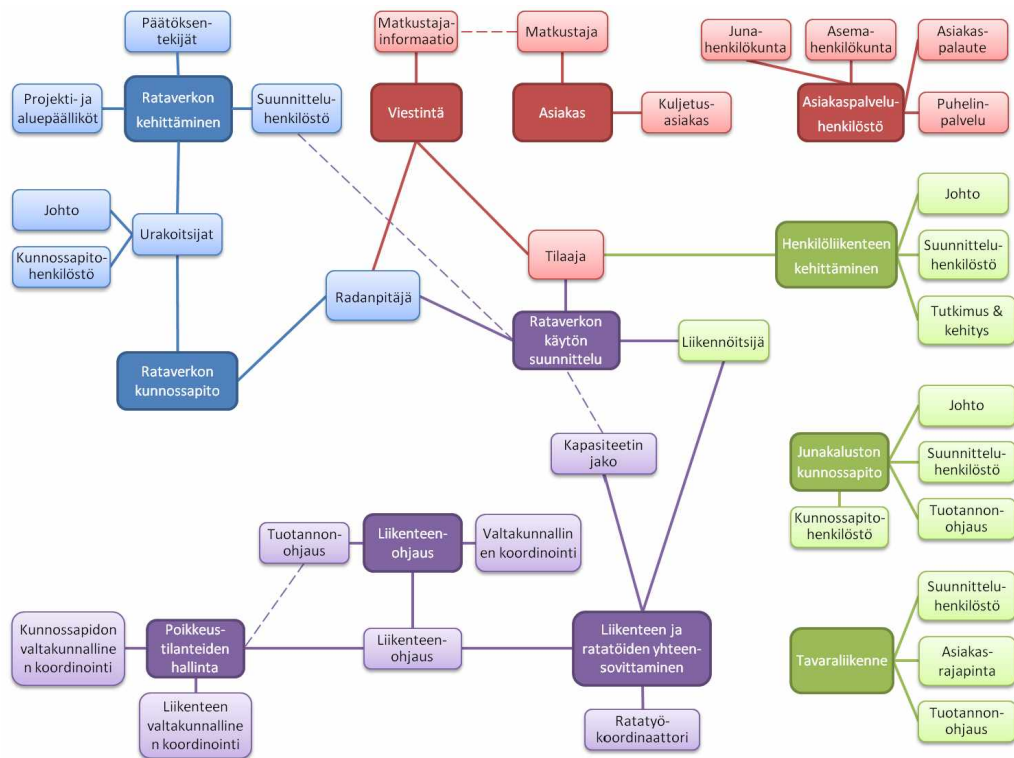 Päätöksen-
tekijät
Matkustaja-
informaatio
Matkustaja
Juna-
henkilökunta
Asema-
henkilökunta
Asiakas-
palaute
Projekti- ja
aluepäälliköt
Rataverkon
kehittäminen
Suunnittelu-
henkilöstö
Viestintä
Asiakas
Kuljetus-
asiakas
Asiakaspalvelu-
henkilöstö
Puhelin-
palvelu
Johto
Urakoitsijat
Kunnossapito-
henkilöstö
Tilaaja
Henkilöliikenteen
kehittäminen
Johto
Suunnittelu-
henkilöstö
Tutkimus &
kehitys
Radanpitäjä
Rataverkon
käytön
suunnittelu
Liikennöitsijä
Rataverkon
kunnossapito
Kapasiteetin
jako
Junakaluston
kunnossapito
Johto
Suunnittelu-
henkilöstö
Tuotannon-
ohjaus
Kunnossapito-
henkilöstö
Tuotannon-
ohjaus
Liikenteen-
ohjaus
Valtakunnallin
en koordinointi
Kunnossapidon
valtakunnalline
n koordinointi
Poikkeus-
tilanteiden
hallinta
Liikenteen-
ohjaus
Liikenteen ja
ratatöiden yhteen-
sovittaminen
Liikenteen
valtakunnalline
n koordinointi
Ratatyö-
koordinaattori
Tavaraliikenne
Suunnittelu-
henkilöstö
Asiakas-
rajapinta
Tuotannon-
ohjaus